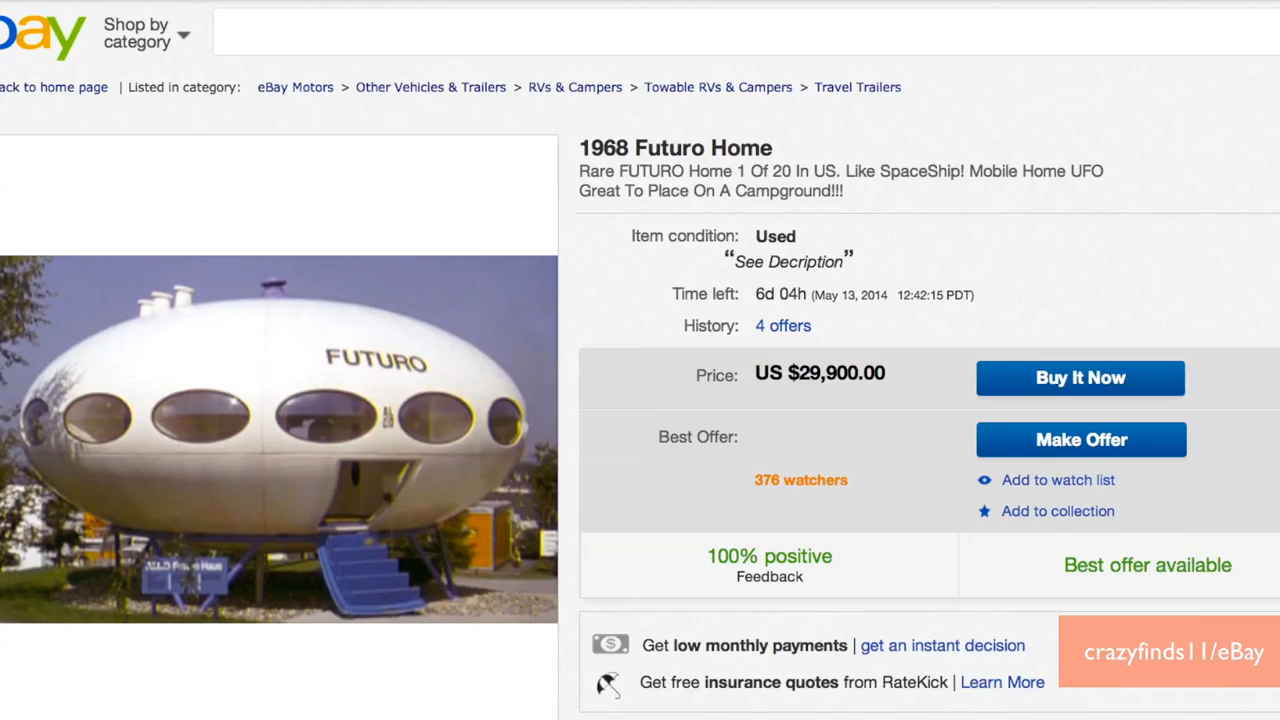 bay
Shop by
category
ack to home page | Listed in category: eBay Motors > Other Vehicles & Trailers > RVs & Campers > Towable RVs & Campers > Travel Trailers
1968 Futuro Home
Rare FUTURO Home 1 Of 20 In US. Like SpaceShip! Mobile Home UFO
Great To Place On A Campground!!!
Item condition: Used
“See Decription”
Time left: 6d 04h (May 13, 2014 12:42:15 PDT)
History: 4 offers
Price: US $29,900.00
Buy It Now
Best Offer:
Make Offer
376 watchers
Add to watch list
Add to collection
100% positive
Feedback
Best offer available
Get low monthly payments | get an instant decision
Get free insurance quotes from RateKick | Learn More
crazyfinds11/eBay
FUTURO